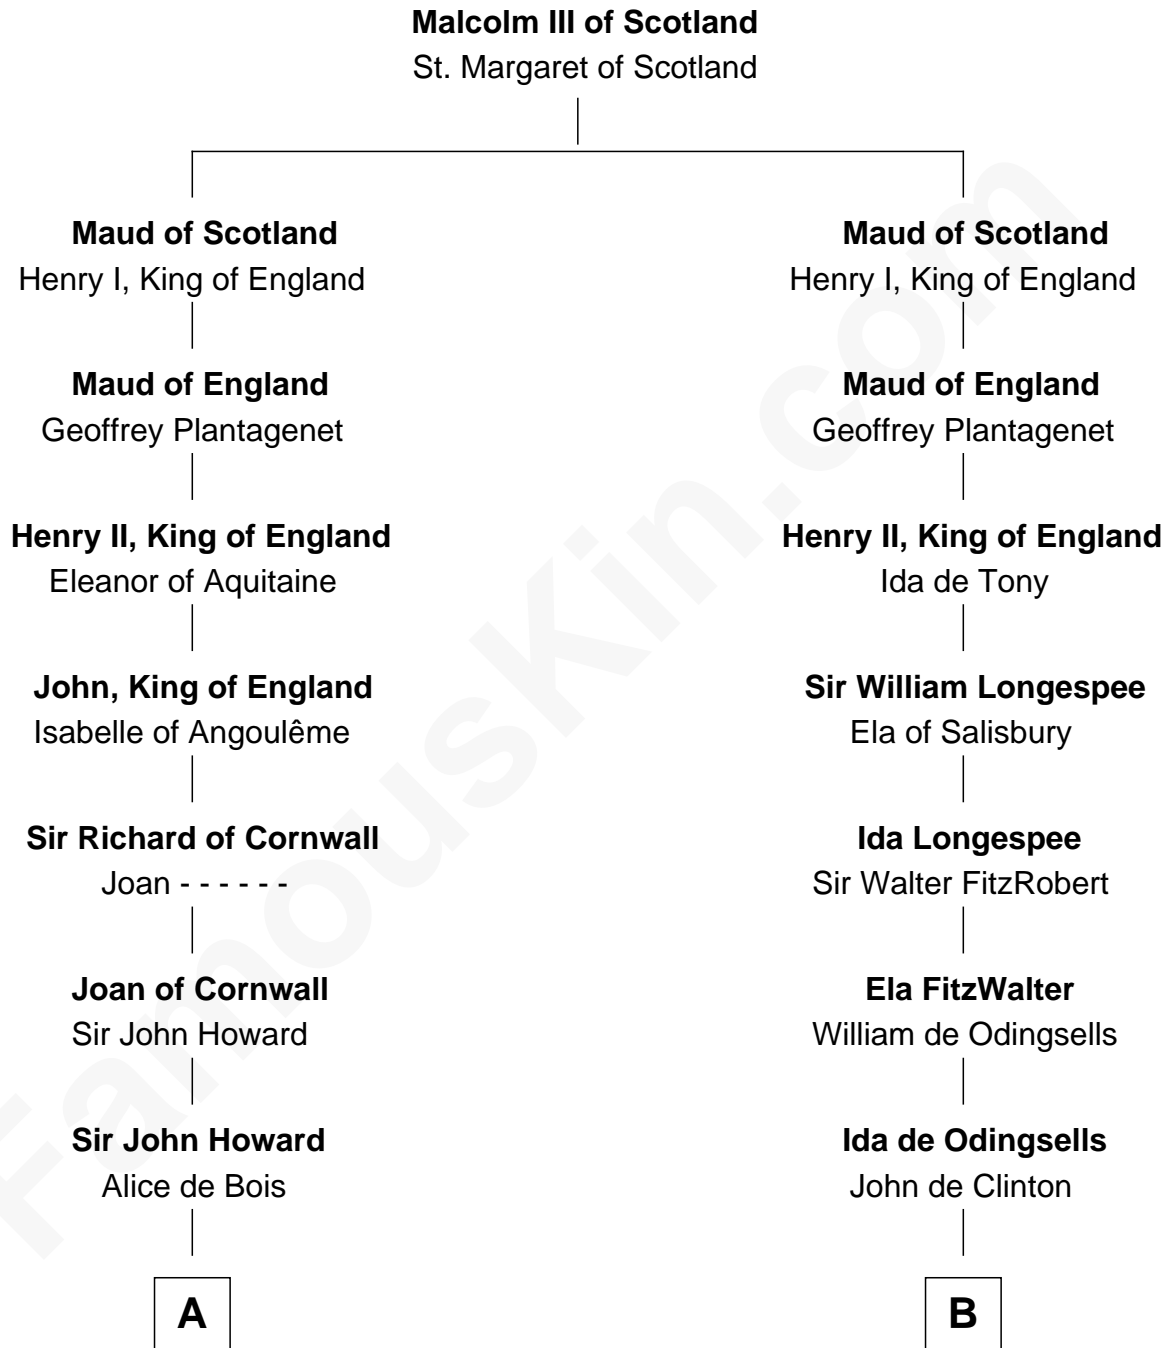 Malcolm III of Scotland
St. Margaret of Scotland
Maud of Scotland
Henry I, King of England
Maud of England
Geoffrey Plantagenet
Henry II, King of England
Eleanor of Aquitaine
John, King of England
Isabelle of Angoulême
Sir Richard of Cornwall
Joan - - - - - -
Joan of Cornwall
Sir John Howard
Sir John Howard
Alice de Bois
A
Maud of Scotland
Henry I, King of England
Maud of England
Geoffrey Plantagenet
Henry II, King of England
Ida de Tony
Sir William Longespee
Ela of Salisbury
Ida Longespee
Sir Walter FitzRobert
Ela FitzWalter
William de Odingsells
Ida de Odingsells
John de Clinton
B
FamousKin.com